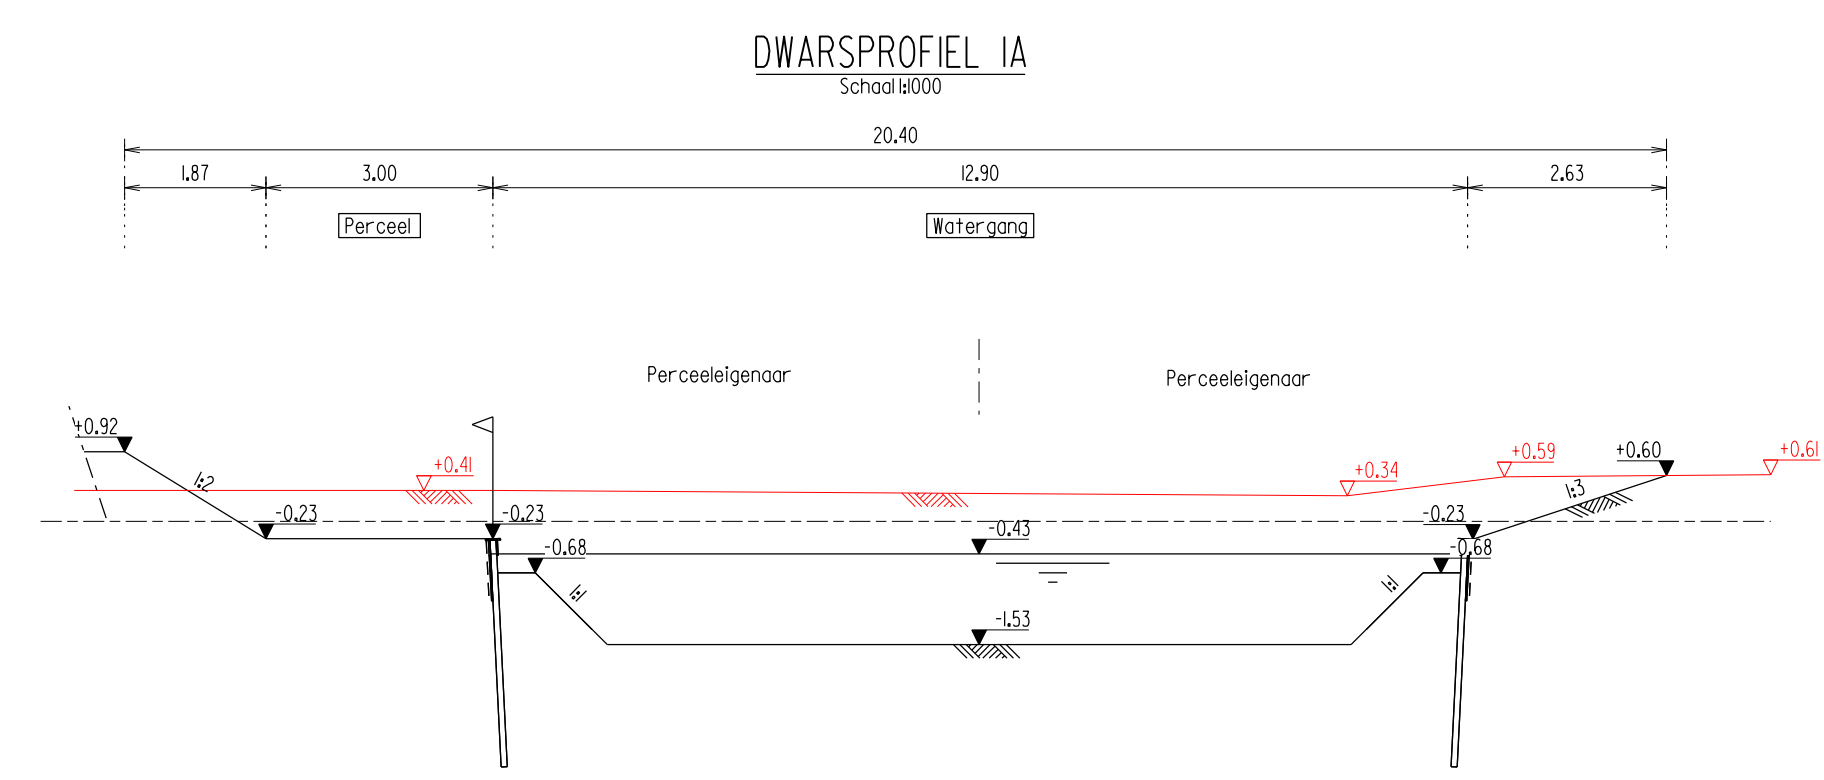 DWARSPROFIEL 1A
Schaal 1:1000
20.40
1.87 3.00 12.90 2.63
Perceel Watergang
Perceeleigenaar Perceeleigenaar
+0.92 +0.41 +0.34 +0.59 +0.60 +0.61
1:2 1:3
-0.23 -0.23 -0.43 -0.23
-0.68 -0.68
1:1 1:1
-1.53